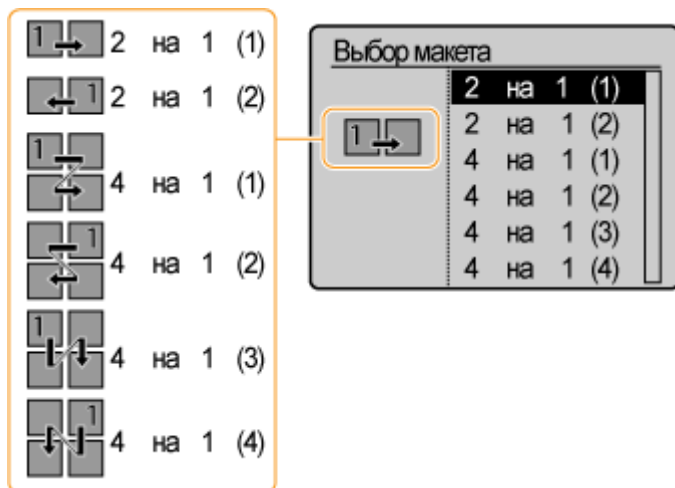 1 2 на 1 (1)
1 2 на 1 (2)
1 4 на 1 (1)
1 4 на 1 (2)
1 4 на 1 (3)
1 4 на 1 (4)
Выбор макета
1
2 на 1 (1)
2 на 1 (2)
4 на 1 (1)
4 на 1 (2)
4 на 1 (3)
4 на 1 (4)